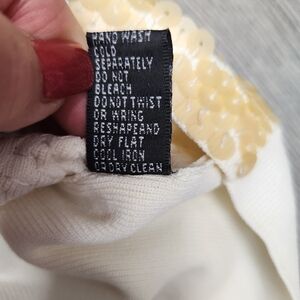 HAND WASH
COLD
SEPARATELY
DO NOT
BLEACH
DO NOT TWIST
OR WRING
RESHAPE AND
DRY FLAT
COOL IRON
OR DRY CLEAN